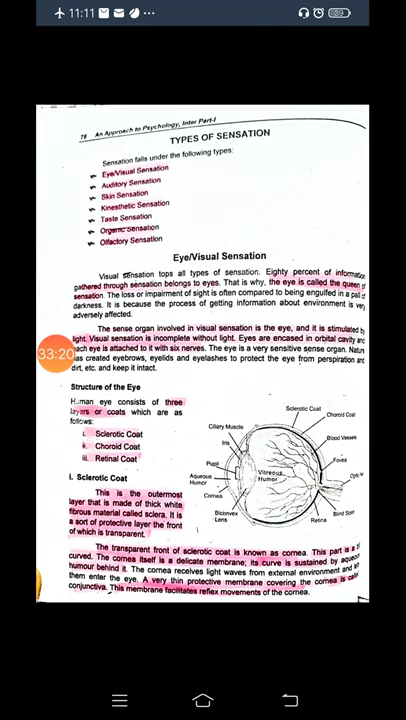 11:11
89
78 An Approach to Psychology, Inter Part-I
TYPES OF SENSATION
Sensation falls under the following types:
Eye/Visual Sensation
Auditory Sensation
Skin Sensation
Kinesthetic Sensation
Taste Sensation
Organic Sensation
Olfactory Sensation
Eye/Visual Sensation
Visual sensation tops all types of sensation. Eighty percent of information
gathered through sensation belongs to eyes. That is why, the eye is called the queen of
sensation. The loss or impairment of sight is often compared to being engulfed in a pall of
darkness. It is because the process of getting information about environment is very
adversely affected.
The sense organ involved in visual sensation is the eye, and it is stimulated by
light. Visual sensation is incomplete without light. Eyes are encased in orbital cavity and
each eye is attached to it with six nerves. The eye is a very sensitive sense organ. Nature
has created eyebrows, eyelids and eyelashes to protect the eye from perspiration and
dirt, etc. and keep it intact.
33:20
Structure of the Eye
Human eye consists of three
layers or coats which are as
follows:
i. Sclerotic Coat
ii. Choroid Coat
iii. Retinal Coat
I. Sclerotic Coat
This is the outermost
layer that is made of thick white
fibrous material called sclera. It is
a sort of protective layer the front
of which is transparent.
Sclerotic Coat
Choroid Coat
Ciliary Muscle
Iris
Blood Vessels
Fovea
Pupil
Vitreous
Humor
Optic
Aqueous
Humor
Cornea
Biconvex
Lens
Retina
Blind Spot
The transparent front of sclerotic coat is known as cornea. This part is a bit
curved. The cornea itself is a delicate membrane; its curve is sustained by aqueous
humour behind it. The cornea receives light waves from external environment and lets
them enter the eye. A very thin protective membrane covering the cornea is called
conjunctiva. This membrane facilitates reflex movements of the cornea.